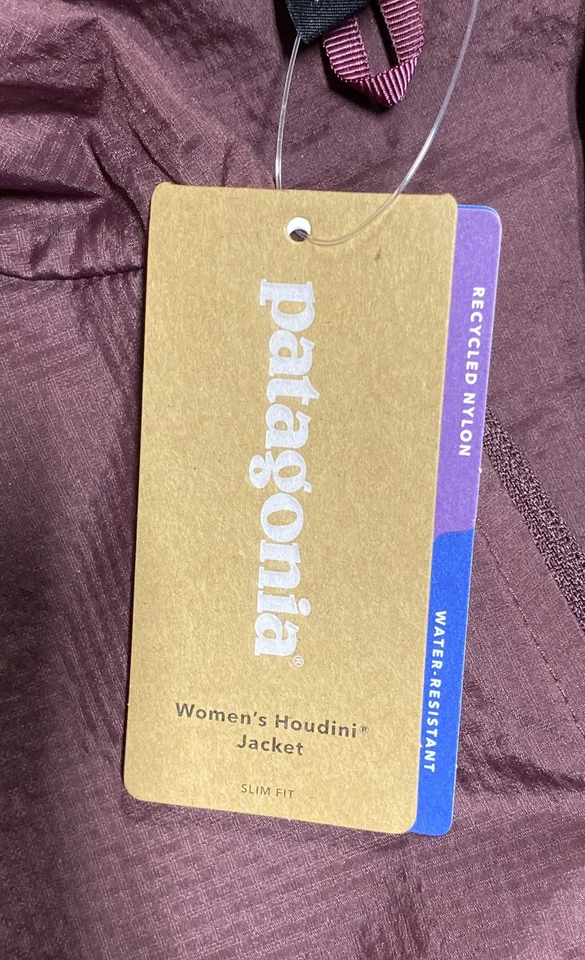 patagonia®
Women's Houdini®
Jacket
SLIM FIT
RECYCLED NYLON
WATER-RESISTANT